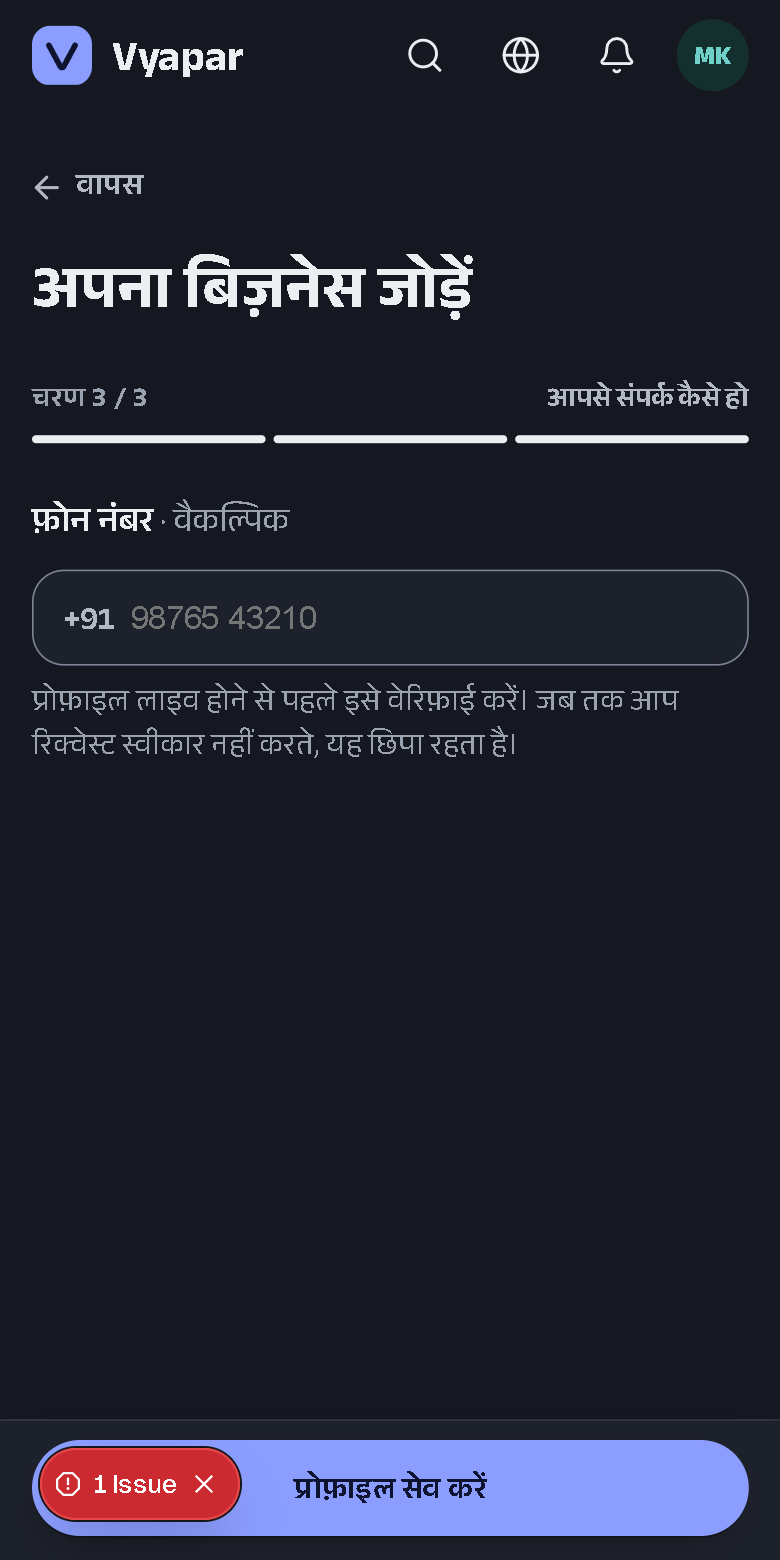 Vyapar
MK
वापस
अपना बिज़नेस जोड़ें
चरण 3 / 3
आपसे संपर्क कैसे हो
फ़ोन नंबर · वैकल्पिक
+91 98765 43210
प्रोफ़ाइल लाइव होने से पहले इसे वेरिफ़ाई करें। जब तक आप
रिक्वेस्ट स्वीकार नहीं करते, यह छिपा रहता है।
1 Issue
प्रोफ़ाइल सेव करें